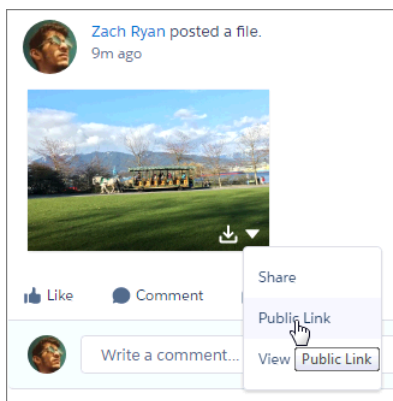 Zach Ryan posted a file.
9m ago
Share
Like
Comment
Public Link
Write a comment...
View
Public Link